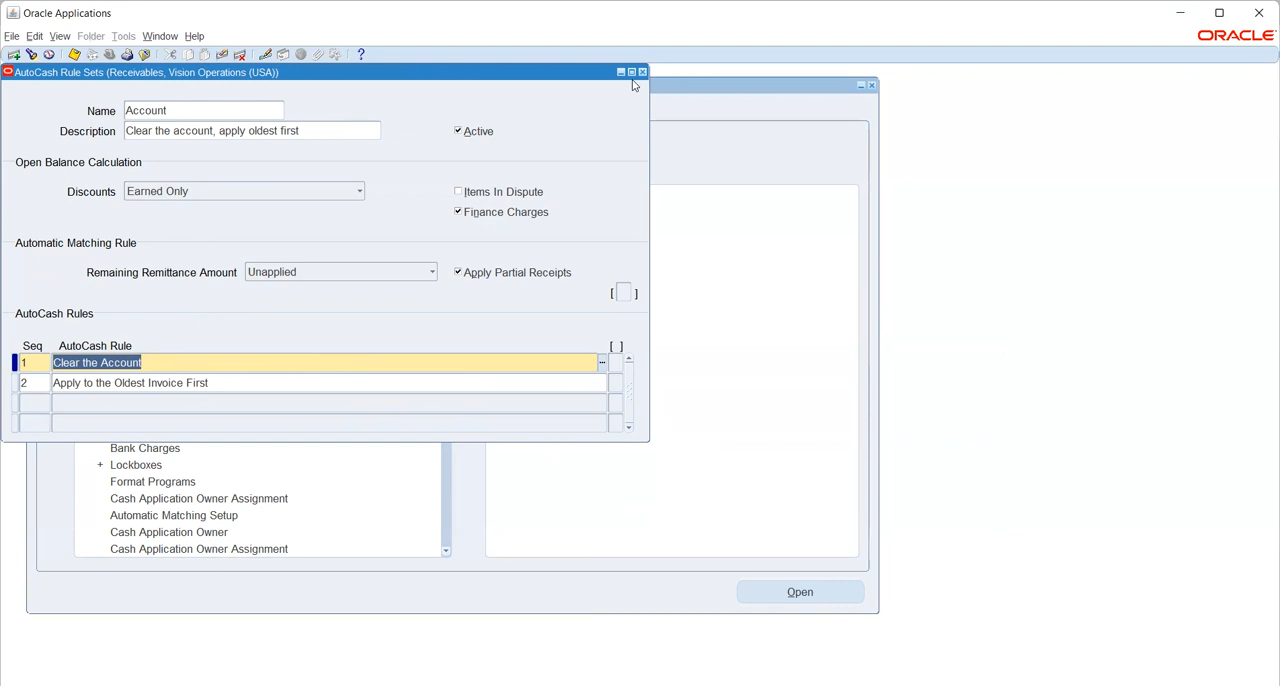 Oracle Applications
File Edit View Folder Tools Window Help
ORACLE
AutoCash Rule Sets (Receivables, Vision Operations (USA))
Name Account
Description Clear the account, apply oldest first
Active
Open Balance Calculation
Discounts Earned Only
Items In Dispute
Finance Charges
Automatic Matching Rule
Remaining Remittance Amount Unapplied
Apply Partial Receipts
[ ]
AutoCash Rules
Seq AutoCash Rule [ ]
1 Clear the Account ...
2 Apply to the Oldest Invoice First
Bank Charges
+ Lockboxes
Format Programs
Cash Application Owner Assignment
Automatic Matching Setup
Cash Application Owner
Cash Application Owner Assignment
Open